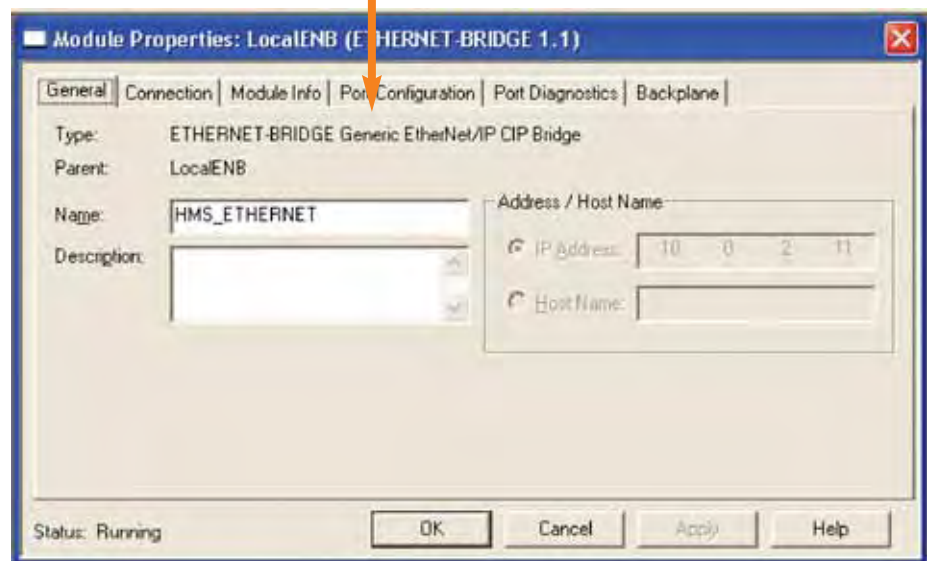 Module Properties: LocalENB (ETHERNET-BRIDGE 1.1)
General Connection Module Info Port Configuration Port Diagnostics Backplane
Type: ETHERNET-BRIDGE Generic EtherNet/IP CIP Bridge
Parent: LocalENB
Name: HMS_ETHERNET
Description:
Address / Host Name
IP Address: 10 0 2 11
Host Name:
Status: Running
OK Cancel Apply Help